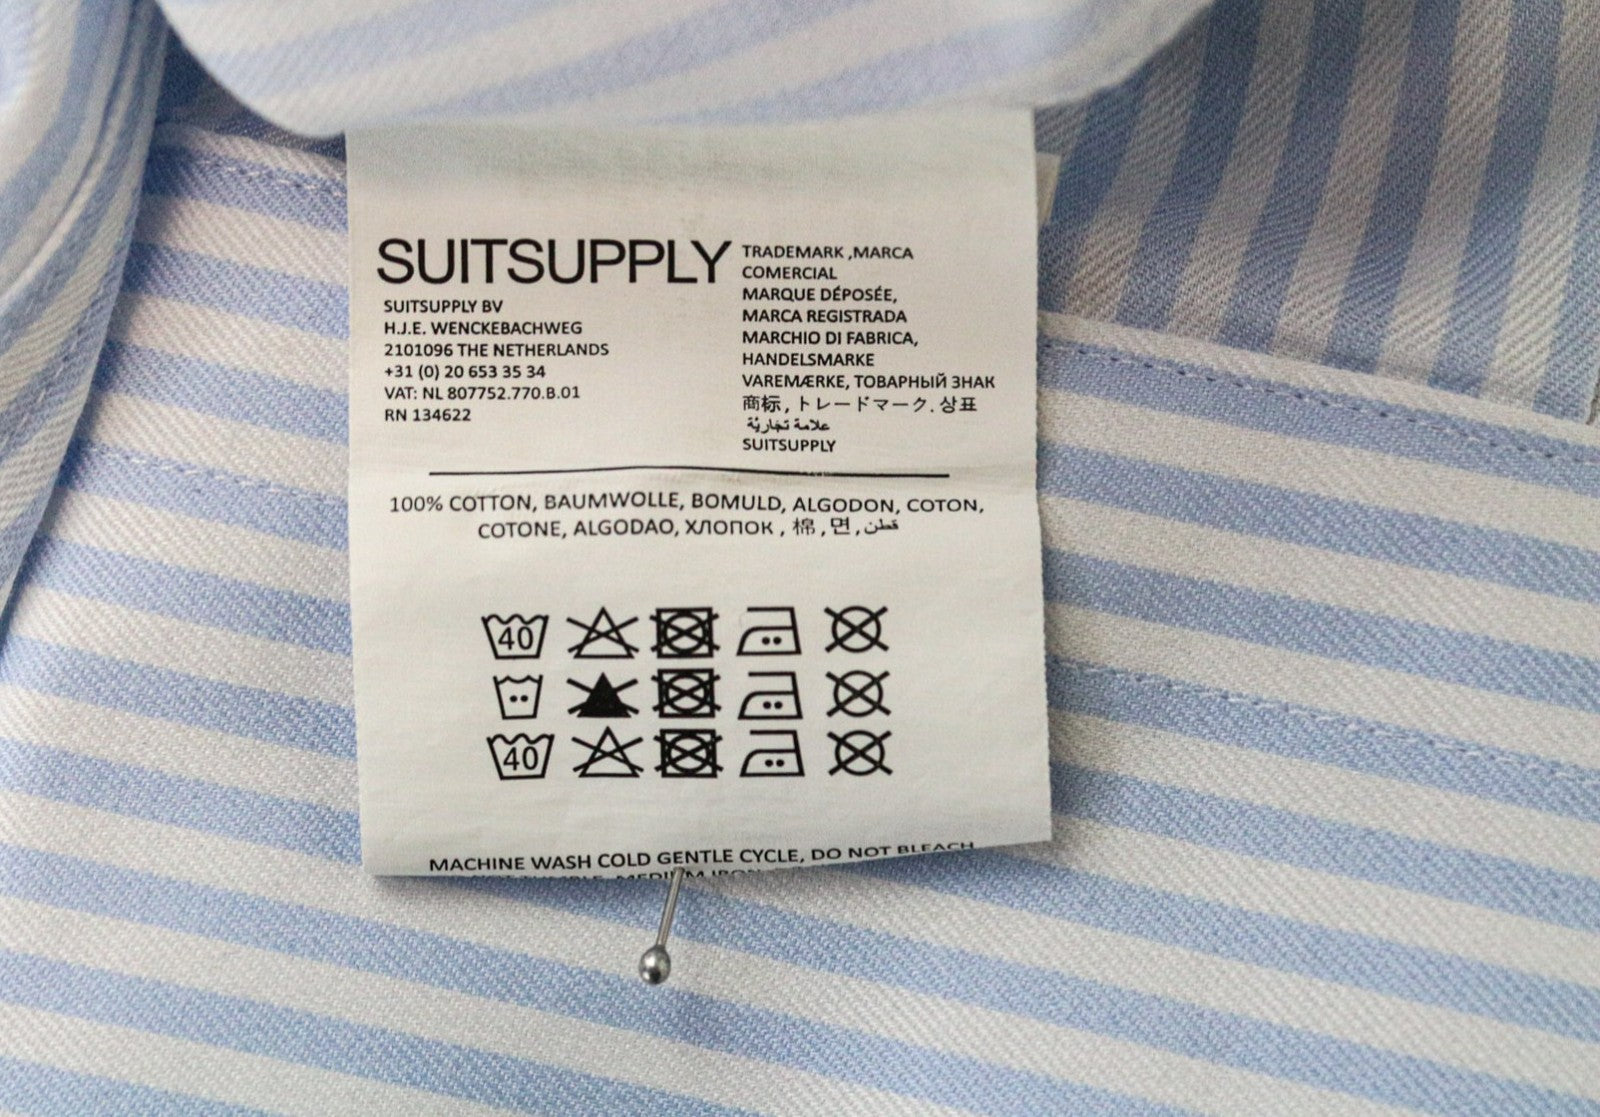 SUITSUPPLY
SUITSUPPLY BV
H.J.E. WENCKEBACHWEG
2101096 THE NETHERLANDS
+31 (0) 20 653 35 34
VAT: NL 807752.770.B.01
RN 134622
TRADEMARK ,MARCA
COMERCIAL
MARQUE DÉPOSÉE,
MARCA REGISTRADA
MARCHIO DI FABRICA,
HANDELSMARKE
VAREMÆRKE, ТОВАРНЫЙ ЗНАК
商标, トレードマーク. 상표
علامة تجاريّة
SUITSUPPLY
100% COTTON, BAUMWOLLE, BOMULD, ALGODON, COTON,
COTONE, ALGODAO, ХЛОПОК , 棉 , 면 , قطن
40
40
MACHINE WASH COLD GENTLE CYCLE, DO NOT BLEACH
MEDIUM IRON